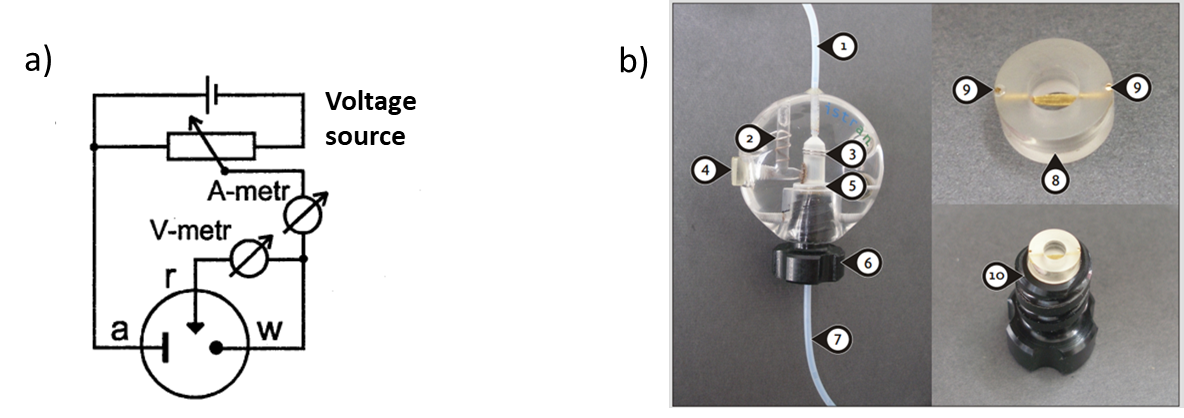 a)
Voltage
source
A-metr
V-metr
r
a
w
b)
1
2
3
4
5
6
7
9
9
8
10